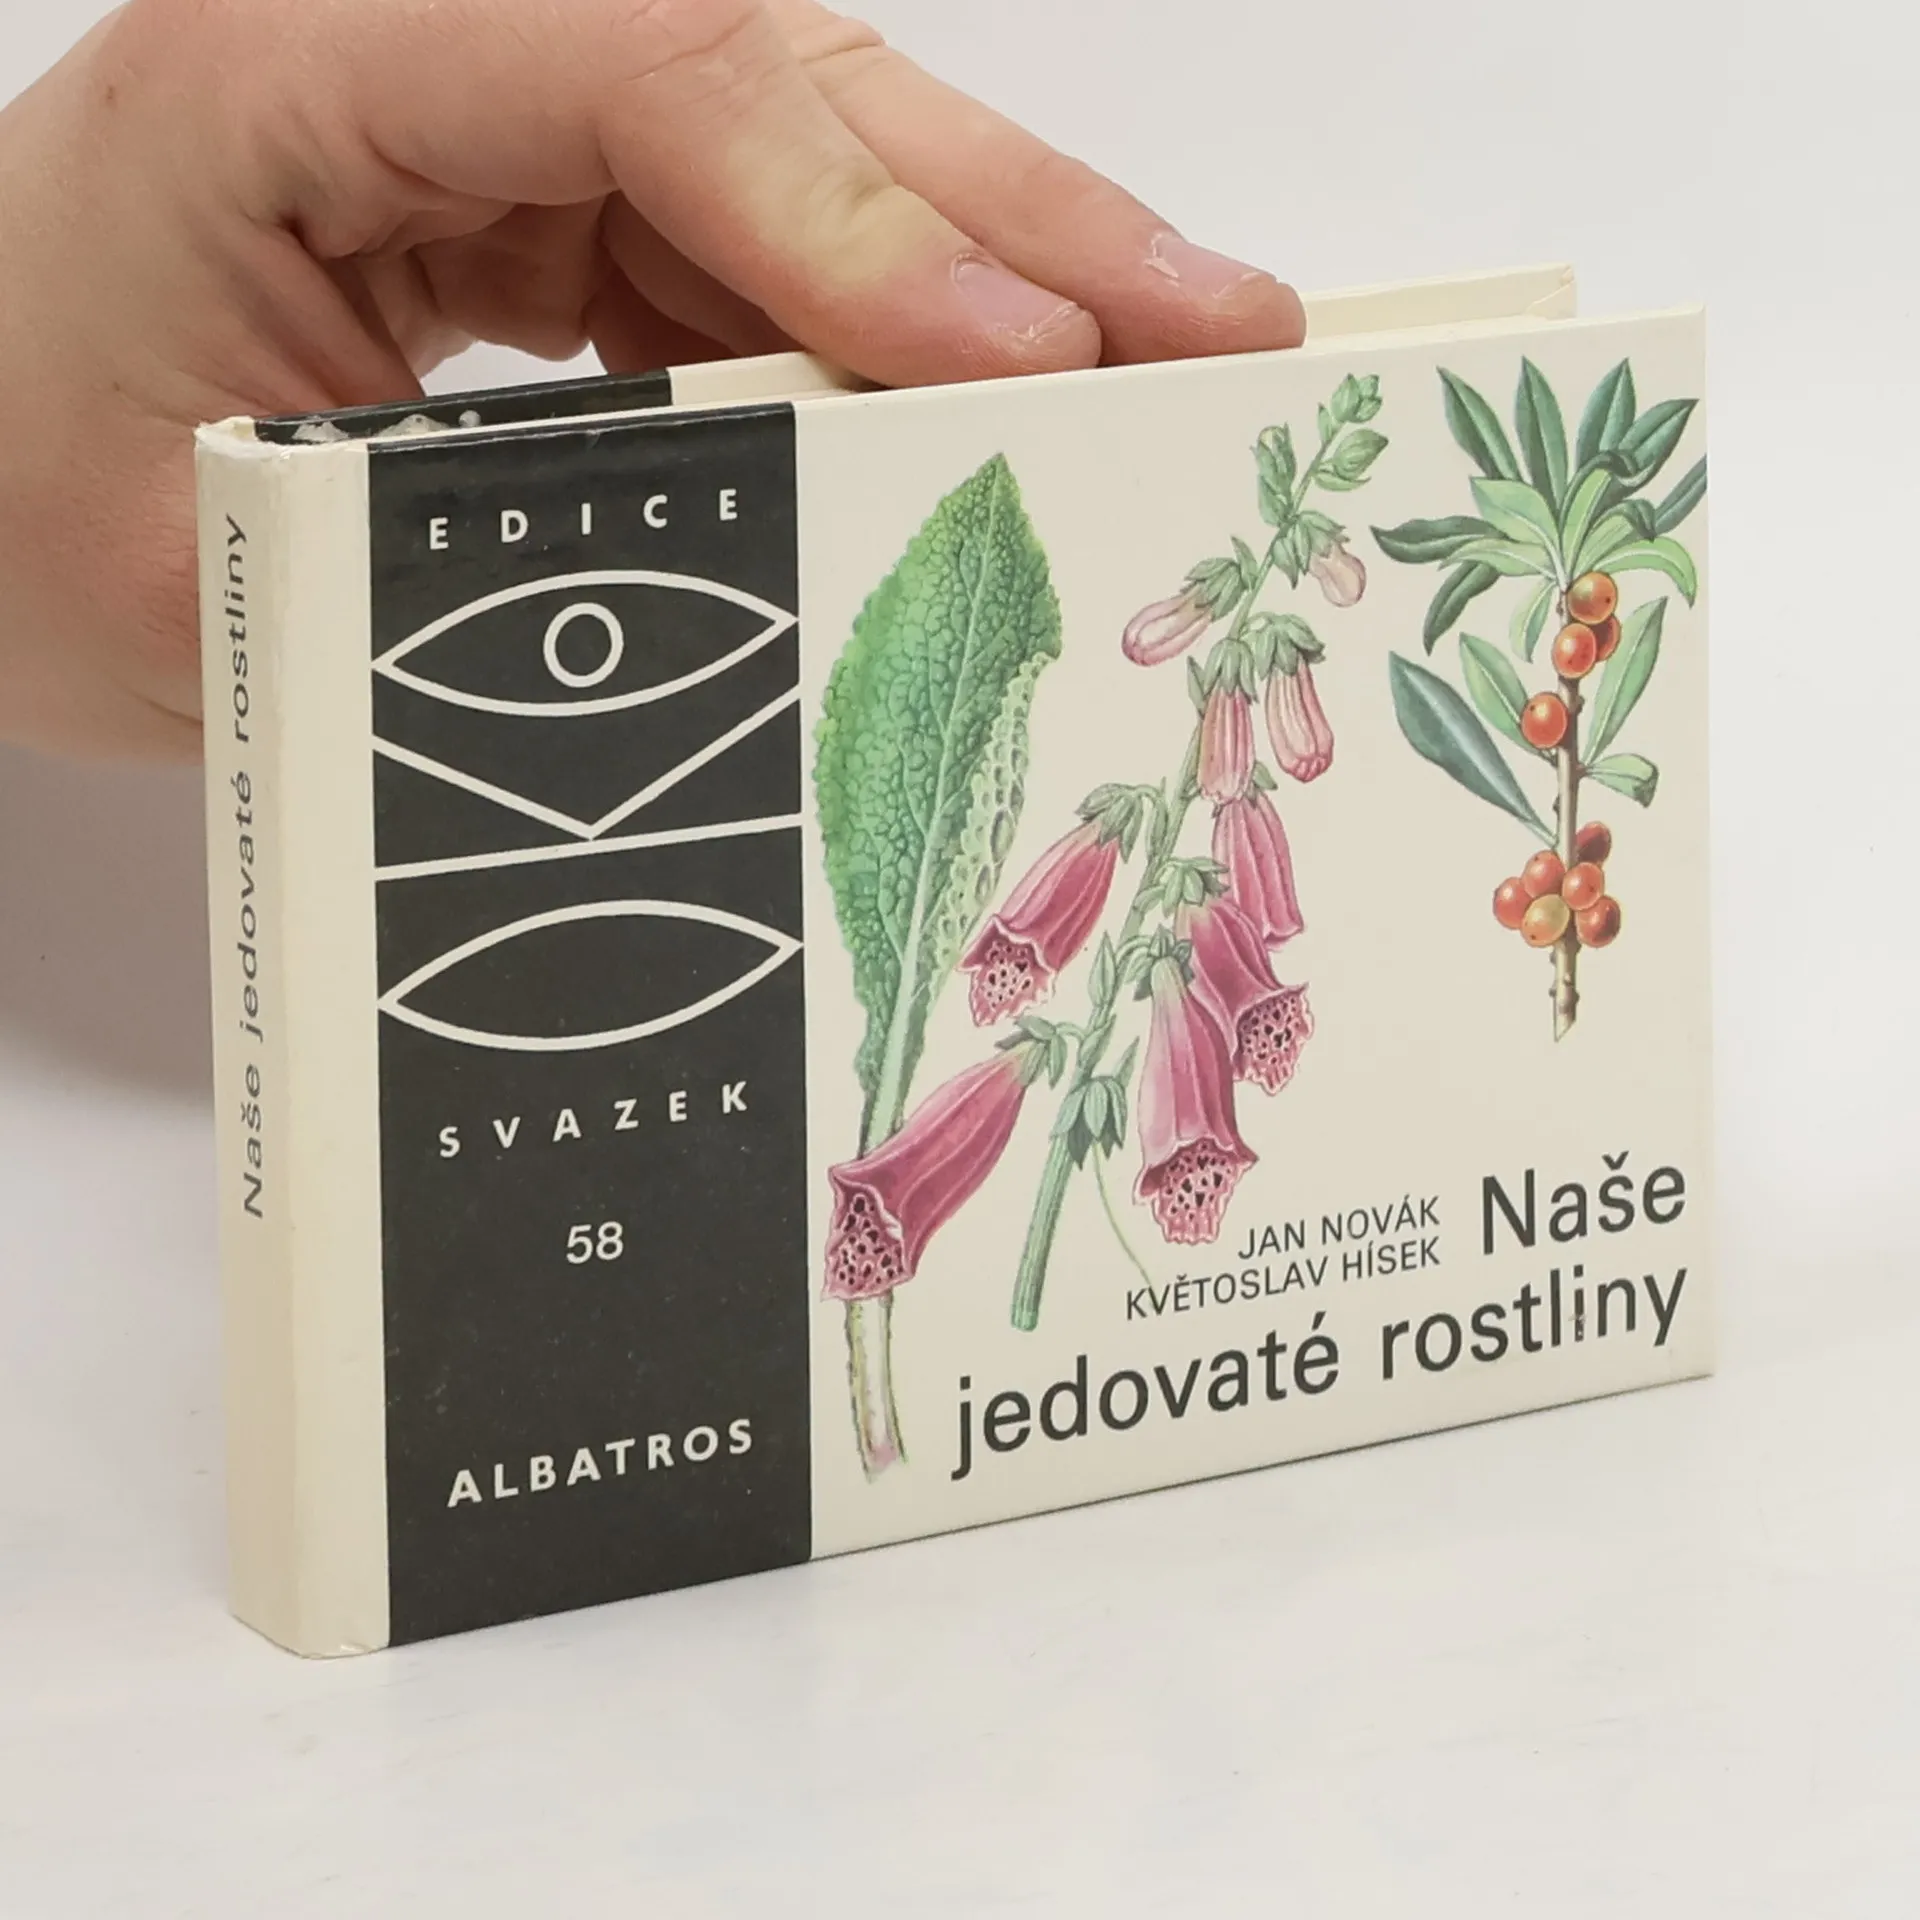 Naše jedovaté rostliny
EDICE
SVAZEK
58
ALBATROS
JAN NOVÁK
KVĚTOSLAV HÍSEK
Naše
jedovaté rostliny